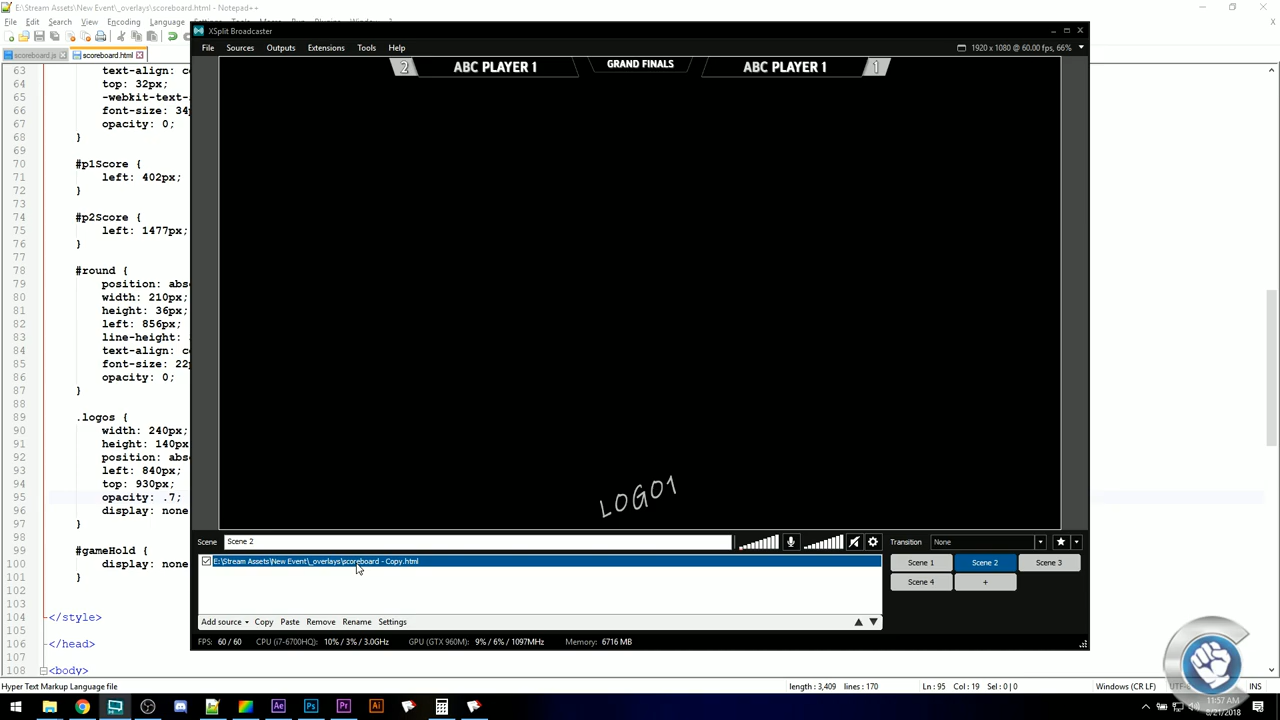 E:\Stream Assets\New Event\_overlays\scoreboard.html - Notepad++
File Edit Search View Encoding Language
scoreboard.js scoreboard.html
XSplit Broadcaster
File Sources Outputs Extensions Tools Help
1920 x 1080 @ 60.00 fps, 66%
2 ABC PLAYER 1 GRAND FINALS ABC PLAYER 1 1
63 text-align:
64 top: 32px;
65 -webkit-text-
66 font-size:
67 opacity: 0;
68 }
69
70 #p1Score {
71 left: 402px;
72 }
73
74 #p2Score {
75 left: 1477px;
76 }
77
78 #round {
79 position:
80 width: 210px;
81 height: 36px;
82 left: 856px;
83 line-height:
84 text-align:
85 font-size:
86 opacity: 0;
87 }
88
89 .logos {
90 width: 240px;
91 height: 140px
92 position:
93 left: 840px;
94 top: 930px;
95 opacity: .7;
96 display: none
97 }
98
99 #gameHold {
100 display: none
101 }
102
103
104 </style>
105
106 </head>
107
108 <body>
LOGO1
Scene Scene 2
E:\Stream Assets\New Event\_overlays\scoreboard - Copy.html
Add source Copy Paste Remove Rename Settings
Transition None
Scene 1 Scene 2 Scene 3
Scene 4 +
FPS: 60 / 60 CPU (i7-6700HQ): 10% / 3% / 3.0GHz GPU (GTX 960M): 9% / 6% / 1097MHz Memory: 6716 MB
Hyper Text Markup Language file length : 3,409 lines : 170 Ln : 95 Col : 19 Sel : 0 | 0 Windows (CR LF) INS
11:57 AM
8/21/2018